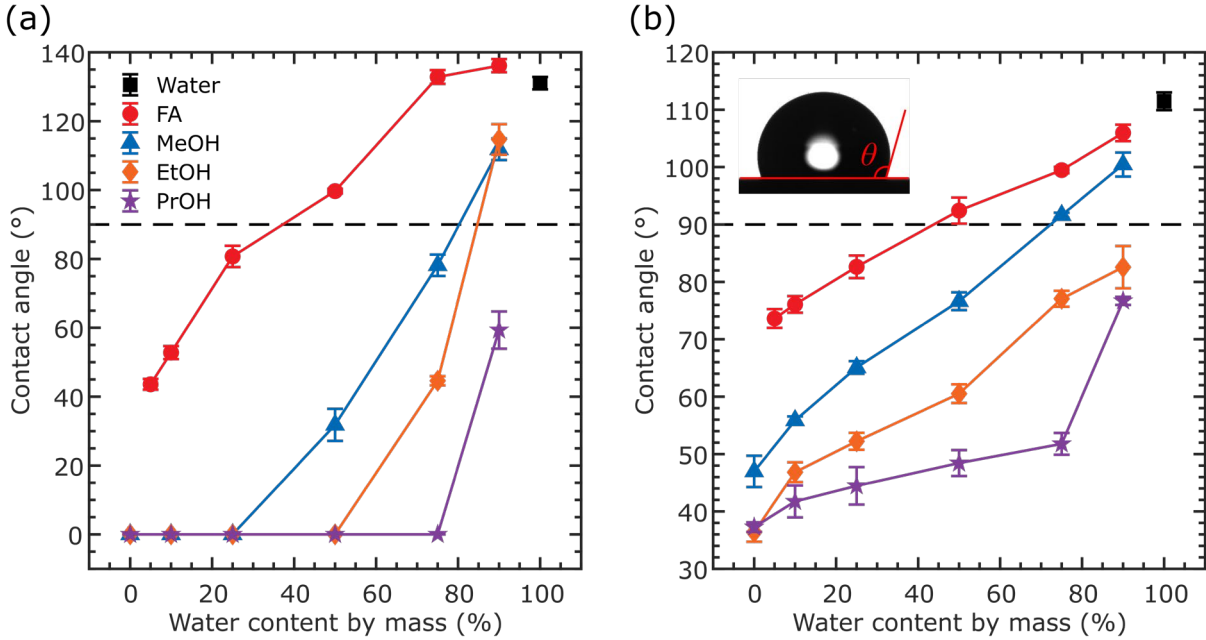 (a)
140
120
100
80
60
40
20
0
Contact angle (°)
Water
FA
MeOH
EtOH
PrOH
0 20 40 60 80 100
Water content by mass (%)
(b)
120
110
100
90
80
70
60
50
40
30
Contact angle (°)
θ
0 20 40 60 80 100
Water content by mass (%)